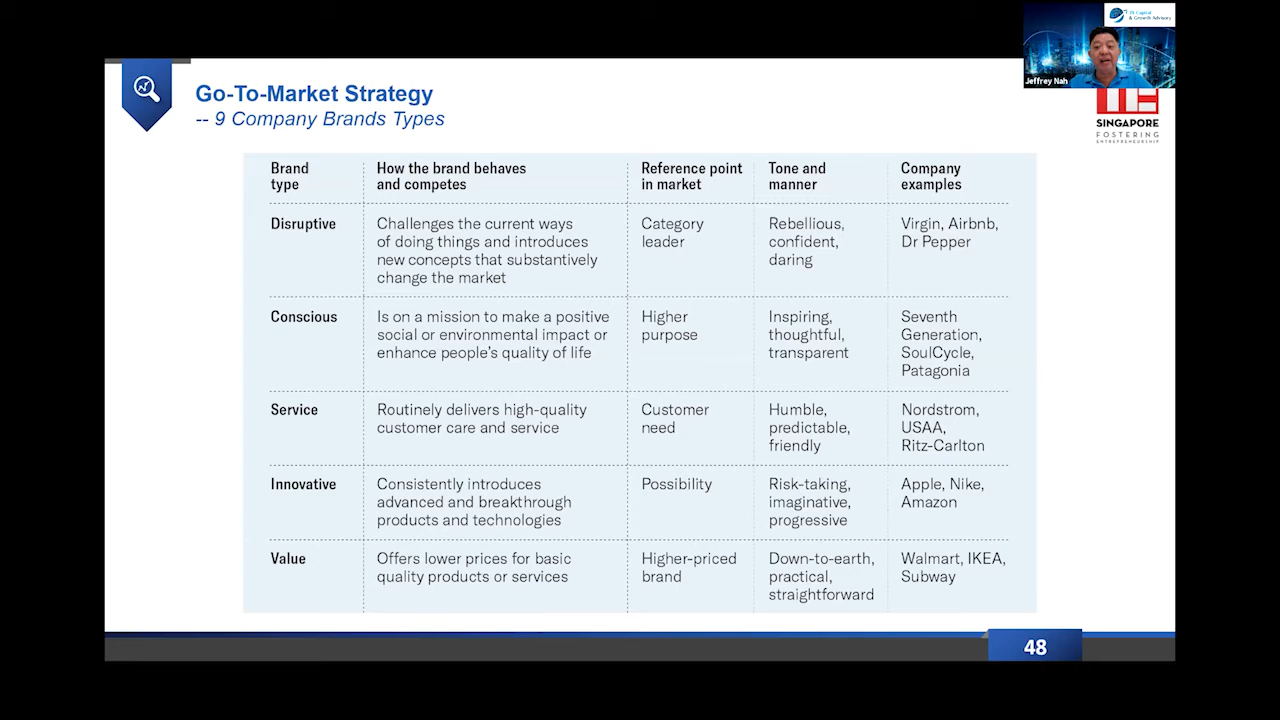 TY Capital
& Growth Advisory
Jeffrey Nah
Go-To-Market Strategy
-- 9 Company Brands Types
SINGAPORE
FOSTERING
ENTREPRENEURSHIP
Brand type
How the brand behaves and competes
Reference point in market
Tone and manner
Company examples
Disruptive
Challenges the current ways
of doing things and introduces
new concepts that substantively
change the market
Category
leader
Rebellious,
confident,
daring
Virgin, Airbnb,
Dr Pepper
Conscious
Is on a mission to make a positive
social or environmental impact or
enhance people’s quality of life
Higher
purpose
Inspiring,
thoughtful,
transparent
Seventh
Generation,
SoulCycle,
Patagonia
Service
Routinely delivers high-quality
customer care and service
Customer
need
Humble,
predictable,
friendly
Nordstrom,
USAA,
Ritz-Carlton
Innovative
Consistently introduces
advanced and breakthrough
products and technologies
Possibility
Risk-taking,
imaginative,
progressive
Apple, Nike,
Amazon
Value
Offers lower prices for basic
quality products or services
Higher-priced
brand
Down-to-earth,
practical,
straightforward
Walmart, IKEA,
Subway
48